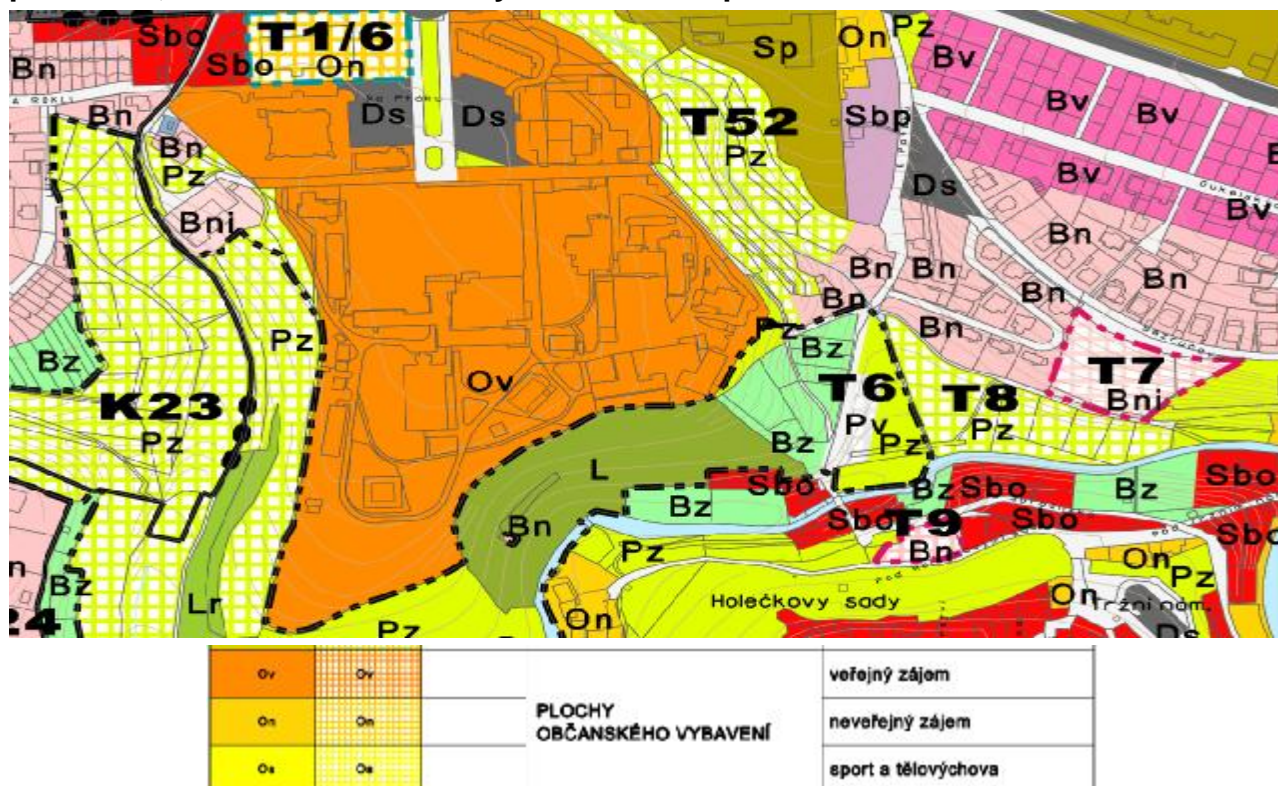 Sbo
T1/6
Sbo
On
Bn
Bn
Ds
Ds
Sp
On
Pz
Bv
Bv
Bv
Sbp
T52
Pz
Bn
Pz
Bni
Ds
Bv
Bv
Bn
Bn
Bn
Bn
Bn
Bn
Bn
Pz
Pz
Bz
Bz
Ov
T6
T8
T7
Bni
K23
Pz
Pv
Pz
Pz
Bz
L
Sbo
Bz
Bz
Sbo
Bz
Sbo
Sbo
T9
Sbo
Bn
Bn
Pz
Sbo
On
Pz
Bz
Lr
Holečkovy sady
On
Tržní nám.
24
Pz
On
Ds
Ov Ov veřejný zájem
PLOCHY
OBČANSKÉHO VYBAVENÍ
On On neveřejný zájem
Os Os sport a tělovýchova